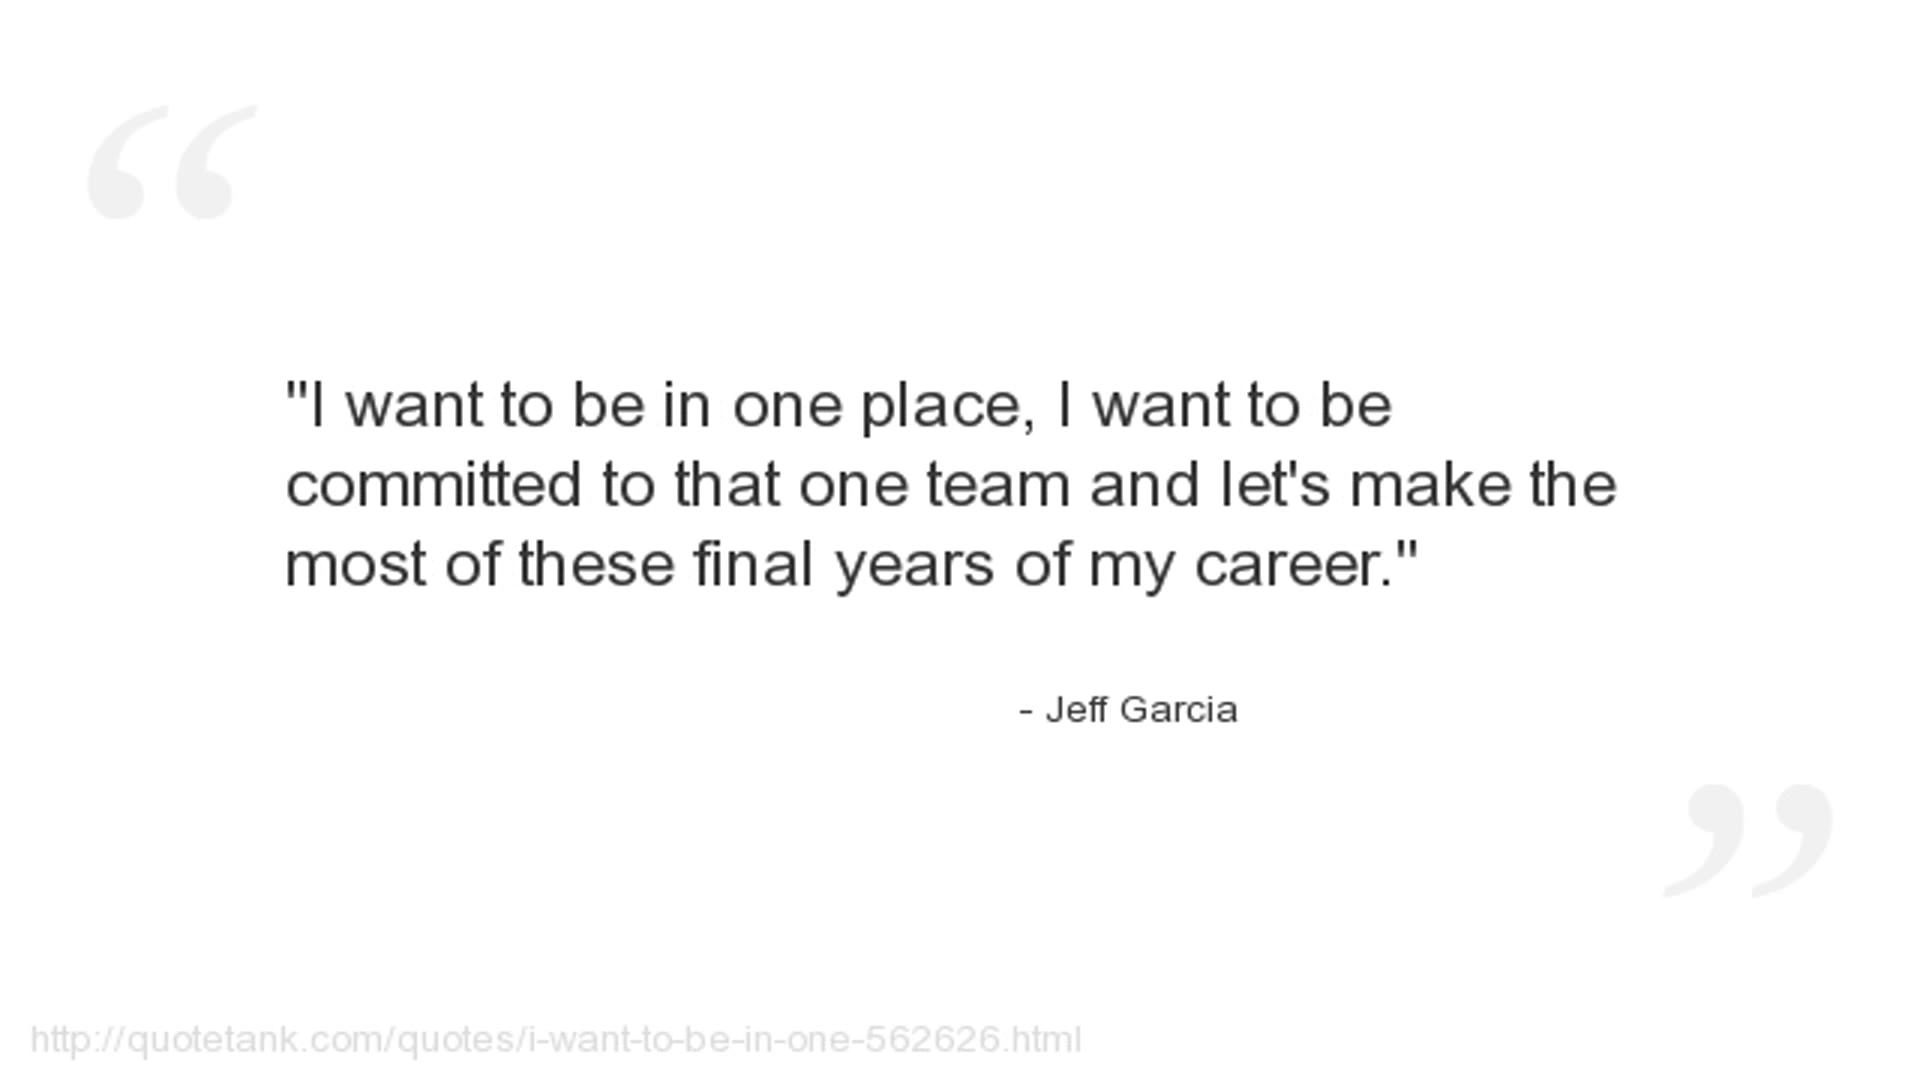 "I want to be in one place, I want to be
committed to that one team and let's make the
most of these final years of my career."
- Jeff Garcia
http://quotetank.com/quotes/i-want-to-be-in-one-562626.html